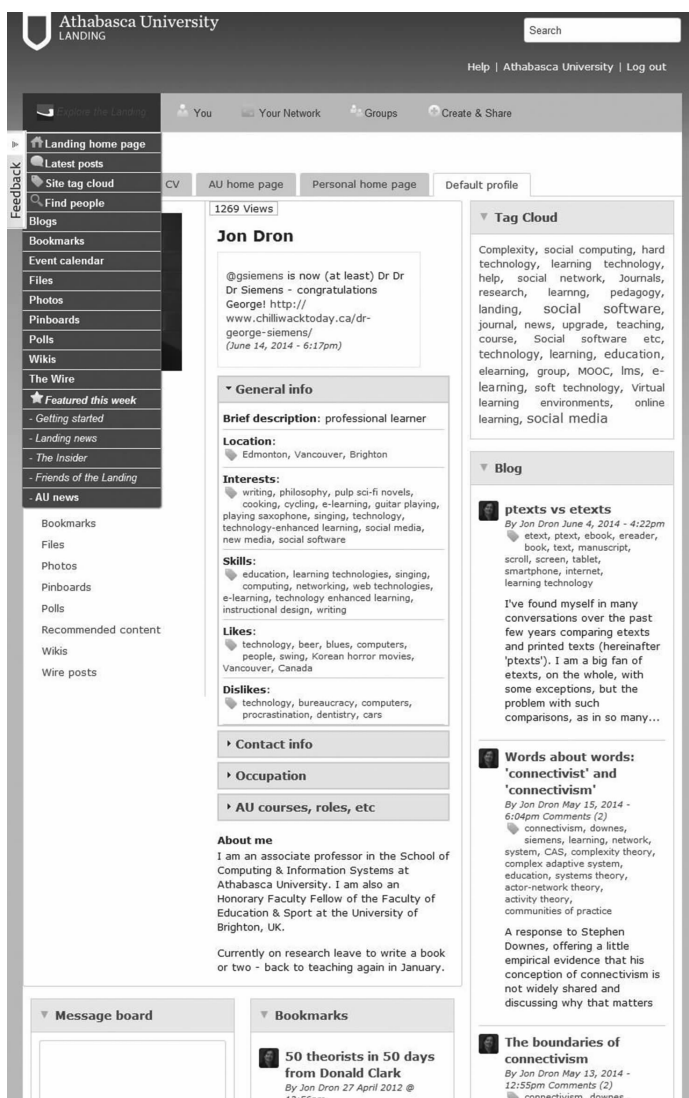 Athabasca University
LANDING
Search
Help | Athabasca University | Log out
Explore the Landing
You
Your Network
Groups
Create & Share
Feedback
Landing home page
Latest posts
Site tag cloud
Find people
Blogs
Bookmarks
Event calendar
Files
Photos
Pinboards
Polls
Wikis
The Wire
Featured this week
- Getting started
- Landing news
- The Insider
- Friends of the Landing
- AU news
Bookmarks
Files
Photos
Pinboards
Polls
Recommended content
Wikis
Wire posts
CV
AU home page
Personal home page
Default profile
1269 Views
Jon Dron
@gsiemens is now (at least) Dr Dr
Dr Siemens - congratulations
George! http://
www.chilliwacktoday.ca/dr-
george-siemens/
(June 14, 2014 - 6:17pm)
General info
Brief description: professional learner
Location:
Edmonton, Vancouver, Brighton
Interests:
writing, philosophy, pulp sci-fi novels,
cooking, cycling, e-learning, guitar playing,
playing saxophone, singing, technology,
technology-enhanced learning, social media,
new media, social software
Skills:
education, learning technologies, singing,
computing, networking, web technologies,
e-learning, technology enhanced learning,
instructional design, writing
Likes:
technology, beer, blues, computers,
people, swing, Korean horror movies,
Vancouver, Canada
Dislikes:
technology, bureaucracy, computers,
procrastination, dentistry, cars
Contact info
Occupation
AU courses, roles, etc
About me
I am an associate professor in the School of
Computing & Information Systems at
Athabasca University. I am also an
Honorary Faculty Fellow of the Faculty of
Education & Sport at the University of
Brighton, UK.
Currently on research leave to write a book
or two - back to teaching again in January.
Tag Cloud
Complexity, social computing, hard
technology, learning technology,
help, social network, Journals,
research, learnng, pedagogy,
landing, social software,
journal, news, upgrade, teaching,
course, Social software etc,
technology, learning, education,
elearning, group, MOOC, lms, e-
learning, soft technology, Virtual
learning environments, online
learning, social media
Blog
ptexts vs etexts
By Jon Dron June 4, 2014 - 4:22pm
etext, ptext, ebook, ereader,
book, text, manuscript,
scroll, screen, tablet,
smartphone, internet,
learning technology
I've found myself in many
conversations over the past
few years comparing etexts
and printed texts (hereinafter
'ptexts'). I am a big fan of
etexts, on the whole, with
some exceptions, but the
problem with such
comparisons, as in so many...
Words about words:
'connectivist' and
'connectivism'
By Jon Dron May 15, 2014 -
6:04pm Comments (2)
connectivism, downes,
siemens, learning, network,
system, CAS, complexity theory,
complex adaptive system,
education, systems theory,
actor-network theory,
activity theory,
communities of practice
A response to Stephen
Downes, offering a little
empirical evidence that his
conception of connectivism is
not widely shared and
discussing why that matters
The boundaries of
connectivism
By Jon Dron May 13, 2014 -
12:55pm Comments (2)
connectivism, downes
Message board
Bookmarks
50 theorists in 50 days
from Donald Clark
By Jon Dron 27 April 2012 @